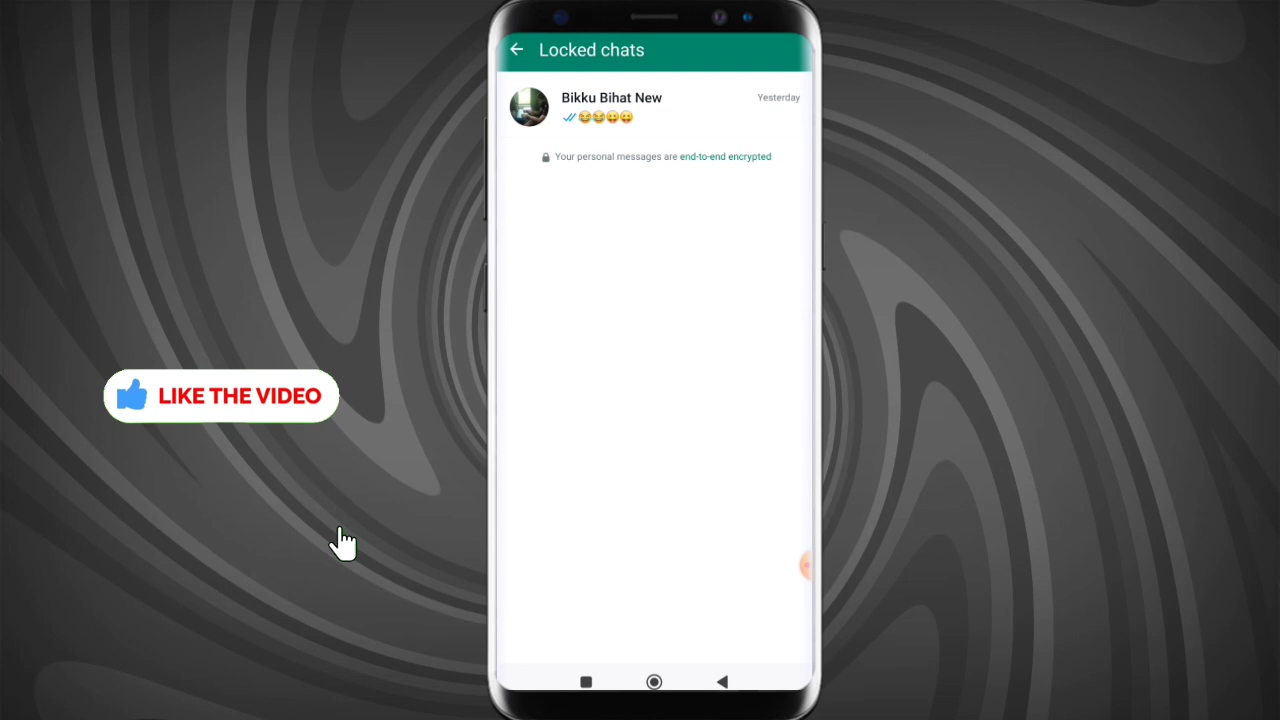 Locked chats
Bikku Bihat New
Yesterday
😂😂😛😛
Your personal messages are end-to-end encrypted
LIKE THE VIDEO